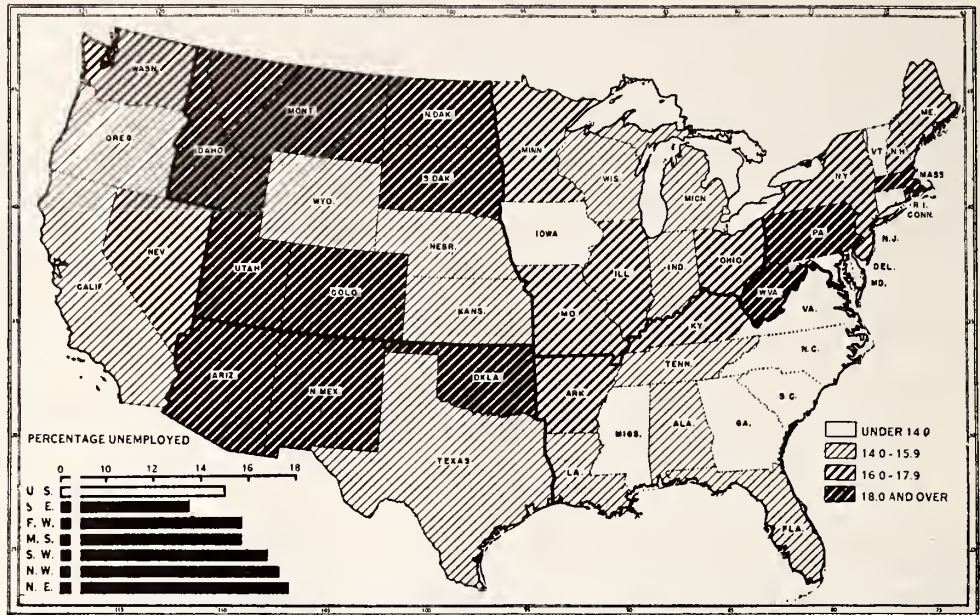 WASH.
MONT.
N.DAK.
MINN.
ME.
OREG.
IDAHO
S.DAK.
WIS.
MICH.
N.Y.
VT.
N.H.
MASS
R.I.
CONN.
WYO.
IOWA
NEBR.
PA.
N.J.
NEV.
UTAH
COLO.
ILL.
IND.
OHIO
DEL.
MD.
CALIF.
KANS.
MO.
W.VA.
VA.
KY.
N.C.
TENN.
ARIZ.
N.MEX.
OKLA.
ARK.
S.C.
MISS.
ALA.
GA.
TEXAS
LA.
FLA.
PERCENTAGE UNEMPLOYED
0 10 12 14 16 18
U. S.
S. E.
F. W.
M. S.
S. W.
N. W.
N. E.
UNDER 14.0
14.0-15.9
16.0-17.9
18.0 AND OVER